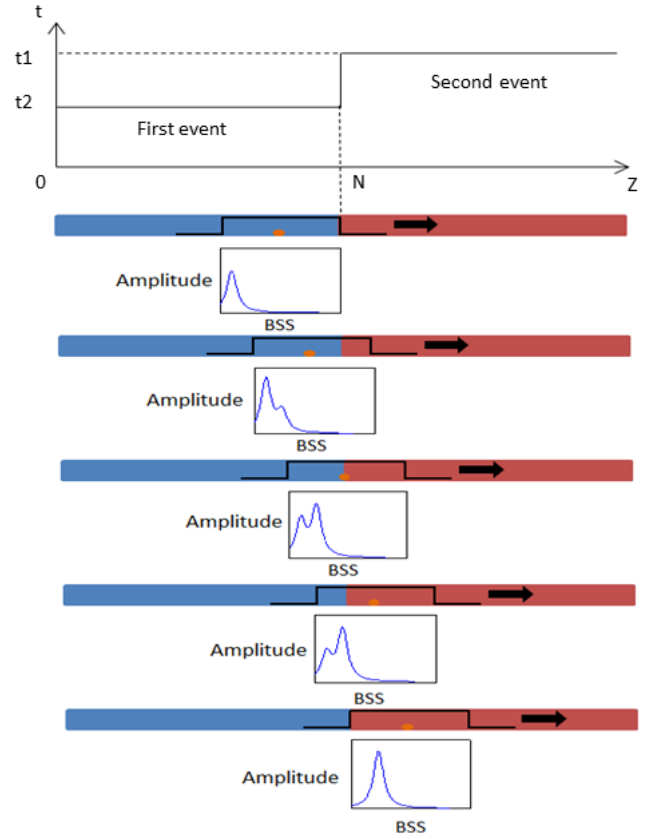 t
t1
Second event
t2
First event
0
N
Z
Amplitude
BSS
Amplitude
BSS
Amplitude
BSS
Amplitude
BSS
Amplitude
BSS